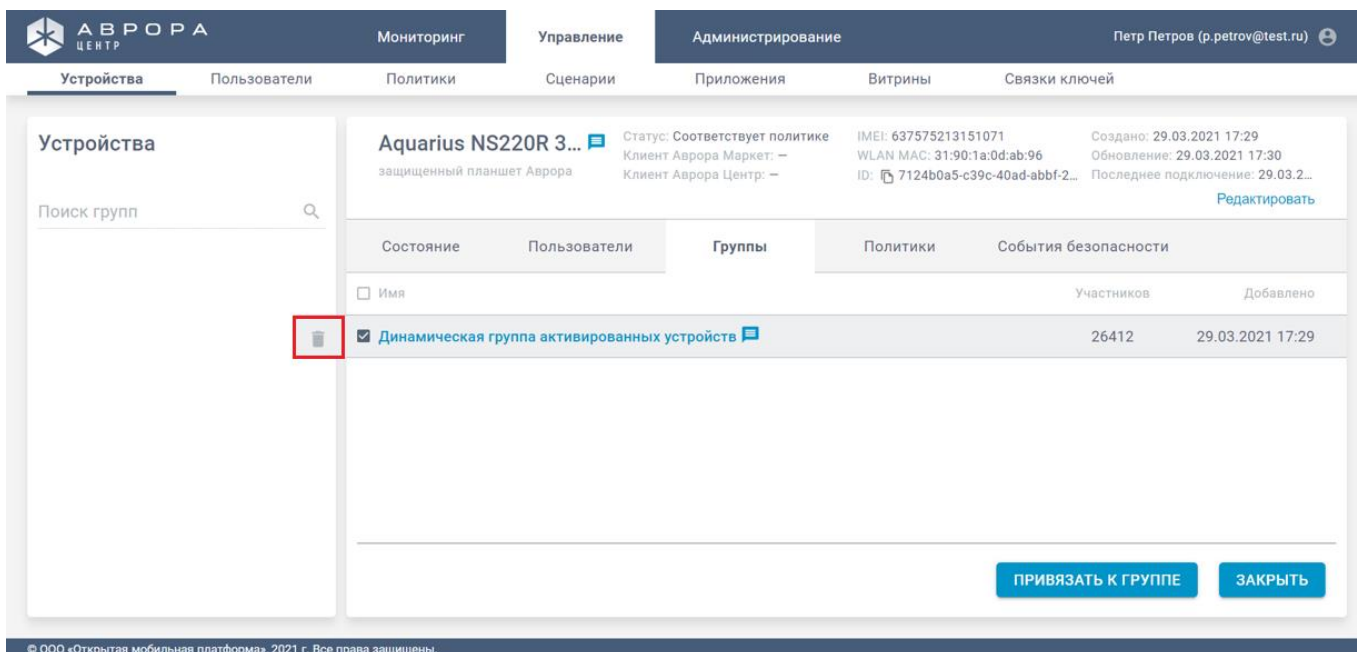 АВРОРА
ЦЕНТР
Мониторинг Управление Администрирование Петр Петров (p.petrov@test.ru)
Устройства Пользователи Политики Сценарии Приложения Витрины Связки ключей
Устройства
Поиск групп
Aquarius NS220R 3...
защищенный планшет Аврора
Статус: Соответствует политике
Клиент Аврора Маркет: —
Клиент Аврора Центр: —
IMEI: 637575213151071
WLAN MAC: 31:90:1a:0d:ab:96
ID: 7124b0a5-c39c-40ad-abbf-2...
Создано: 29.03.2021 17:29
Обновление: 29.03.2021 17:30
Последнее подключение: 29.03.2...
Редактировать
Состояние Пользователи Группы Политики События безопасности
Имя Участников Добавлено
Динамическая группа активированных устройств 26412 29.03.2021 17:29
ПРИВЯЗАТЬ К ГРУППЕ ЗАКРЫТЬ
© ООО «Открытая мобильная платформа», 2021 г. Все права защищены.